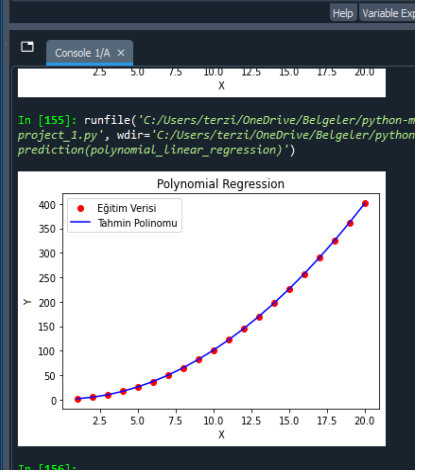 Help Variable Exp
Console 1/A ×
2.5 5.0 7.5 10.0 12.5 15.0 17.5 20.0
X
In [155]: runfile('C:/Users/terzi/OneDrive/Belgeler/python-m
project_1.py', wdir='C:/Users/terzi/OneDrive/Belgeler/python
prediction(polynomial_linear_regression)')
Polynomial Regression
Eğitim Verisi
Tahmin Polinomu
400
350
300
250
200
150
100
50
0
Y
2.5 5.0 7.5 10.0 12.5 15.0 17.5 20.0
X
In [156]: